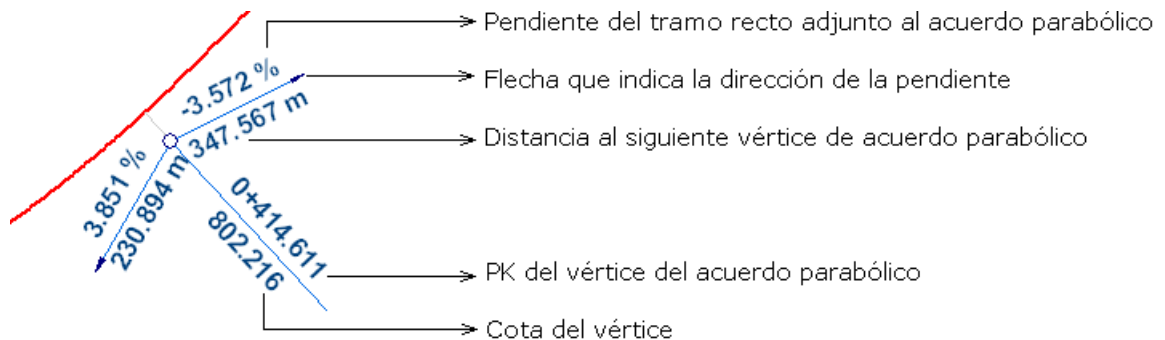 Pendiente del tramo recto adjunto al acuerdo parabólico
-3.572 %
Flecha que indica la dirección de la pendiente
347.567 m
Distancia al siguiente vértice de acuerdo parabólico
3.851 %
230.894 m
0+414.611
802.216
PK del vértice del acuerdo parabólico
Cota del vértice